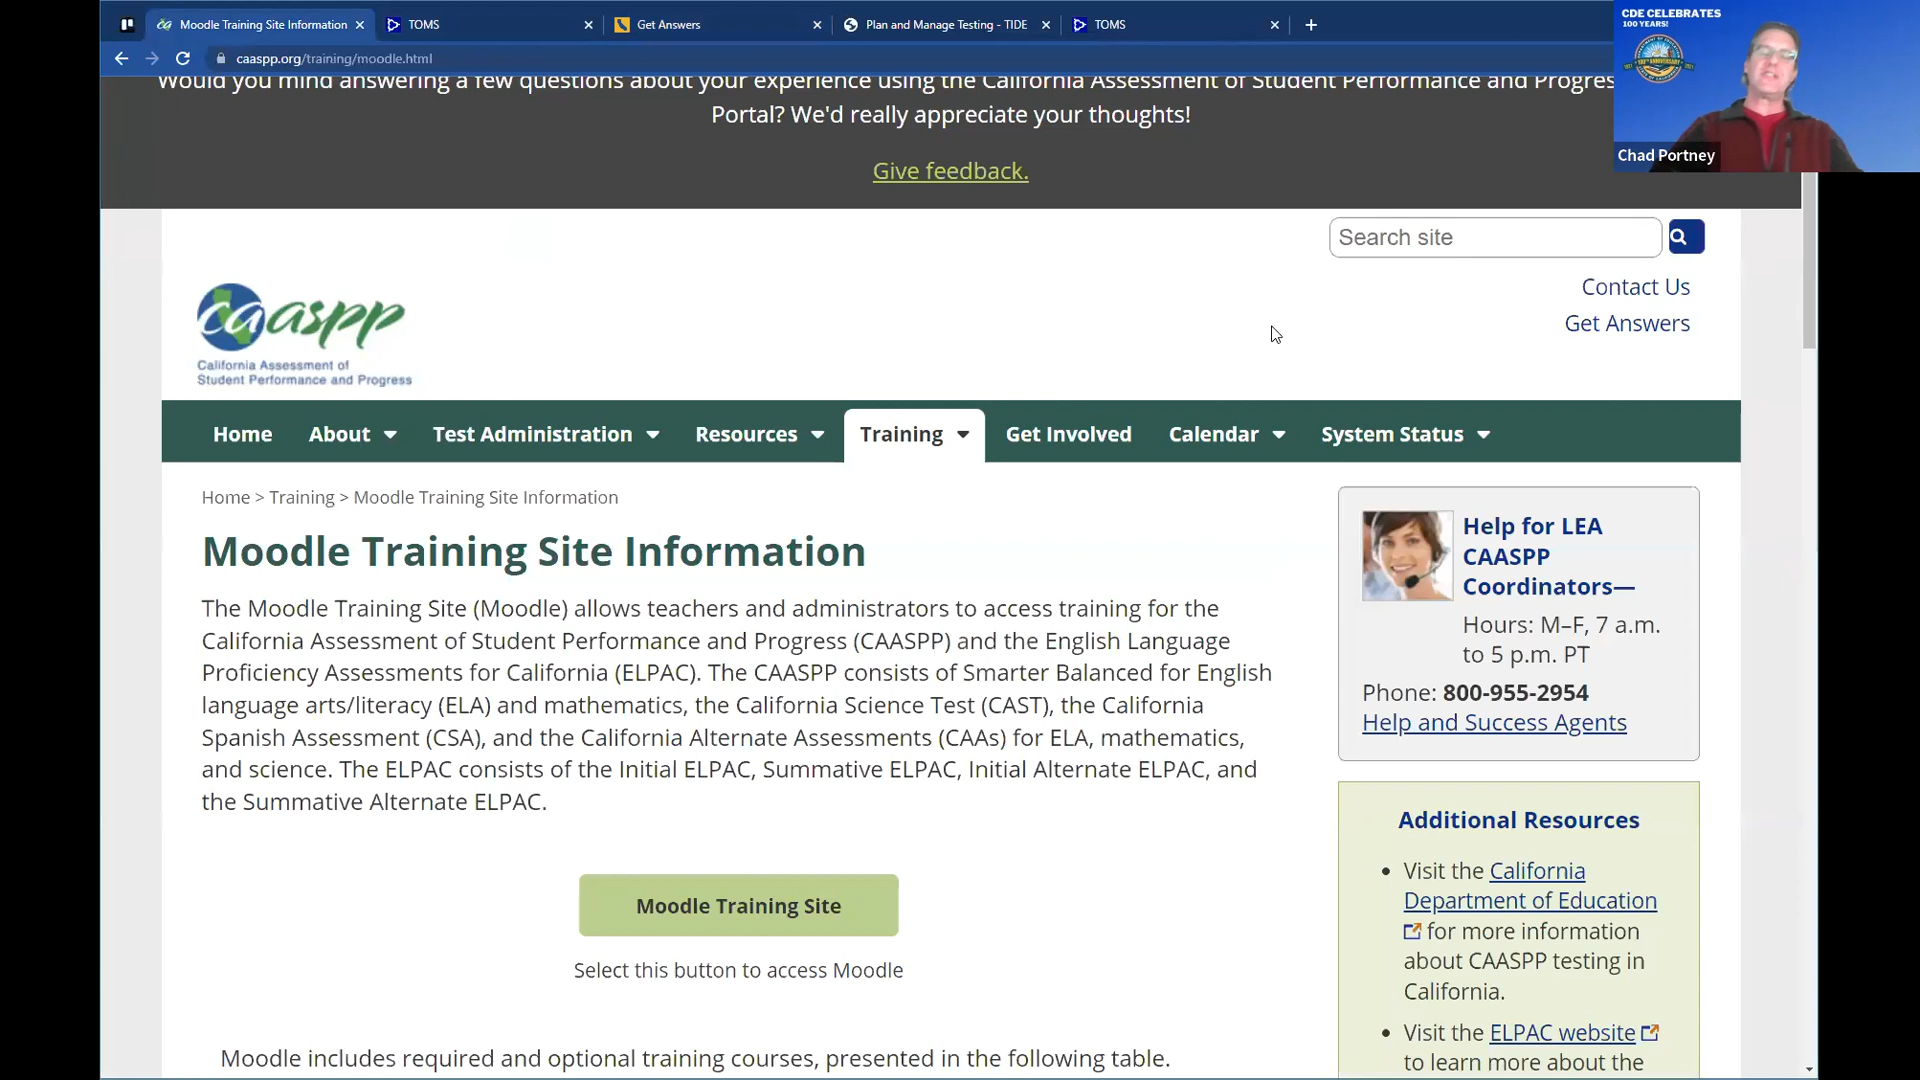 Moodle Training Site Information
TOMS
Get Answers
Plan and Manage Testing - TIDE
TOMS
caaspp.org/training/moodle.html
CDE CELEBRATES
100 YEARS!
Chad Portney
Would you mind answering a few questions about your experience using the California Assessment of Student Performance and Progress
Portal? We'd really appreciate your thoughts!
Give feedback.
Search site
Contact Us
Get Answers
caaspp
California Assessment of
Student Performance and Progress
Home About Test Administration Resources Training Get Involved Calendar System Status
Home > Training > Moodle Training Site Information
Moodle Training Site Information
The Moodle Training Site (Moodle) allows teachers and administrators to access training for the
California Assessment of Student Performance and Progress (CAASPP) and the English Language
Proficiency Assessments for California (ELPAC). The CAASPP consists of Smarter Balanced for English
language arts/literacy (ELA) and mathematics, the California Science Test (CAST), the California
Spanish Assessment (CSA), and the California Alternate Assessments (CAAs) for ELA, mathematics,
and science. The ELPAC consists of the Initial ELPAC, Summative ELPAC, Initial Alternate ELPAC, and
the Summative Alternate ELPAC.
Moodle Training Site
Select this button to access Moodle
Moodle includes required and optional training courses, presented in the following table.
Help for LEA
CAASPP
Coordinators—
Hours: M–F, 7 a.m.
to 5 p.m. PT
Phone: 800-955-2954
Help and Success Agents
Additional Resources
Visit the California
Department of Education
for more information
about CAASPP testing in
California.
Visit the ELPAC website
to learn more about the